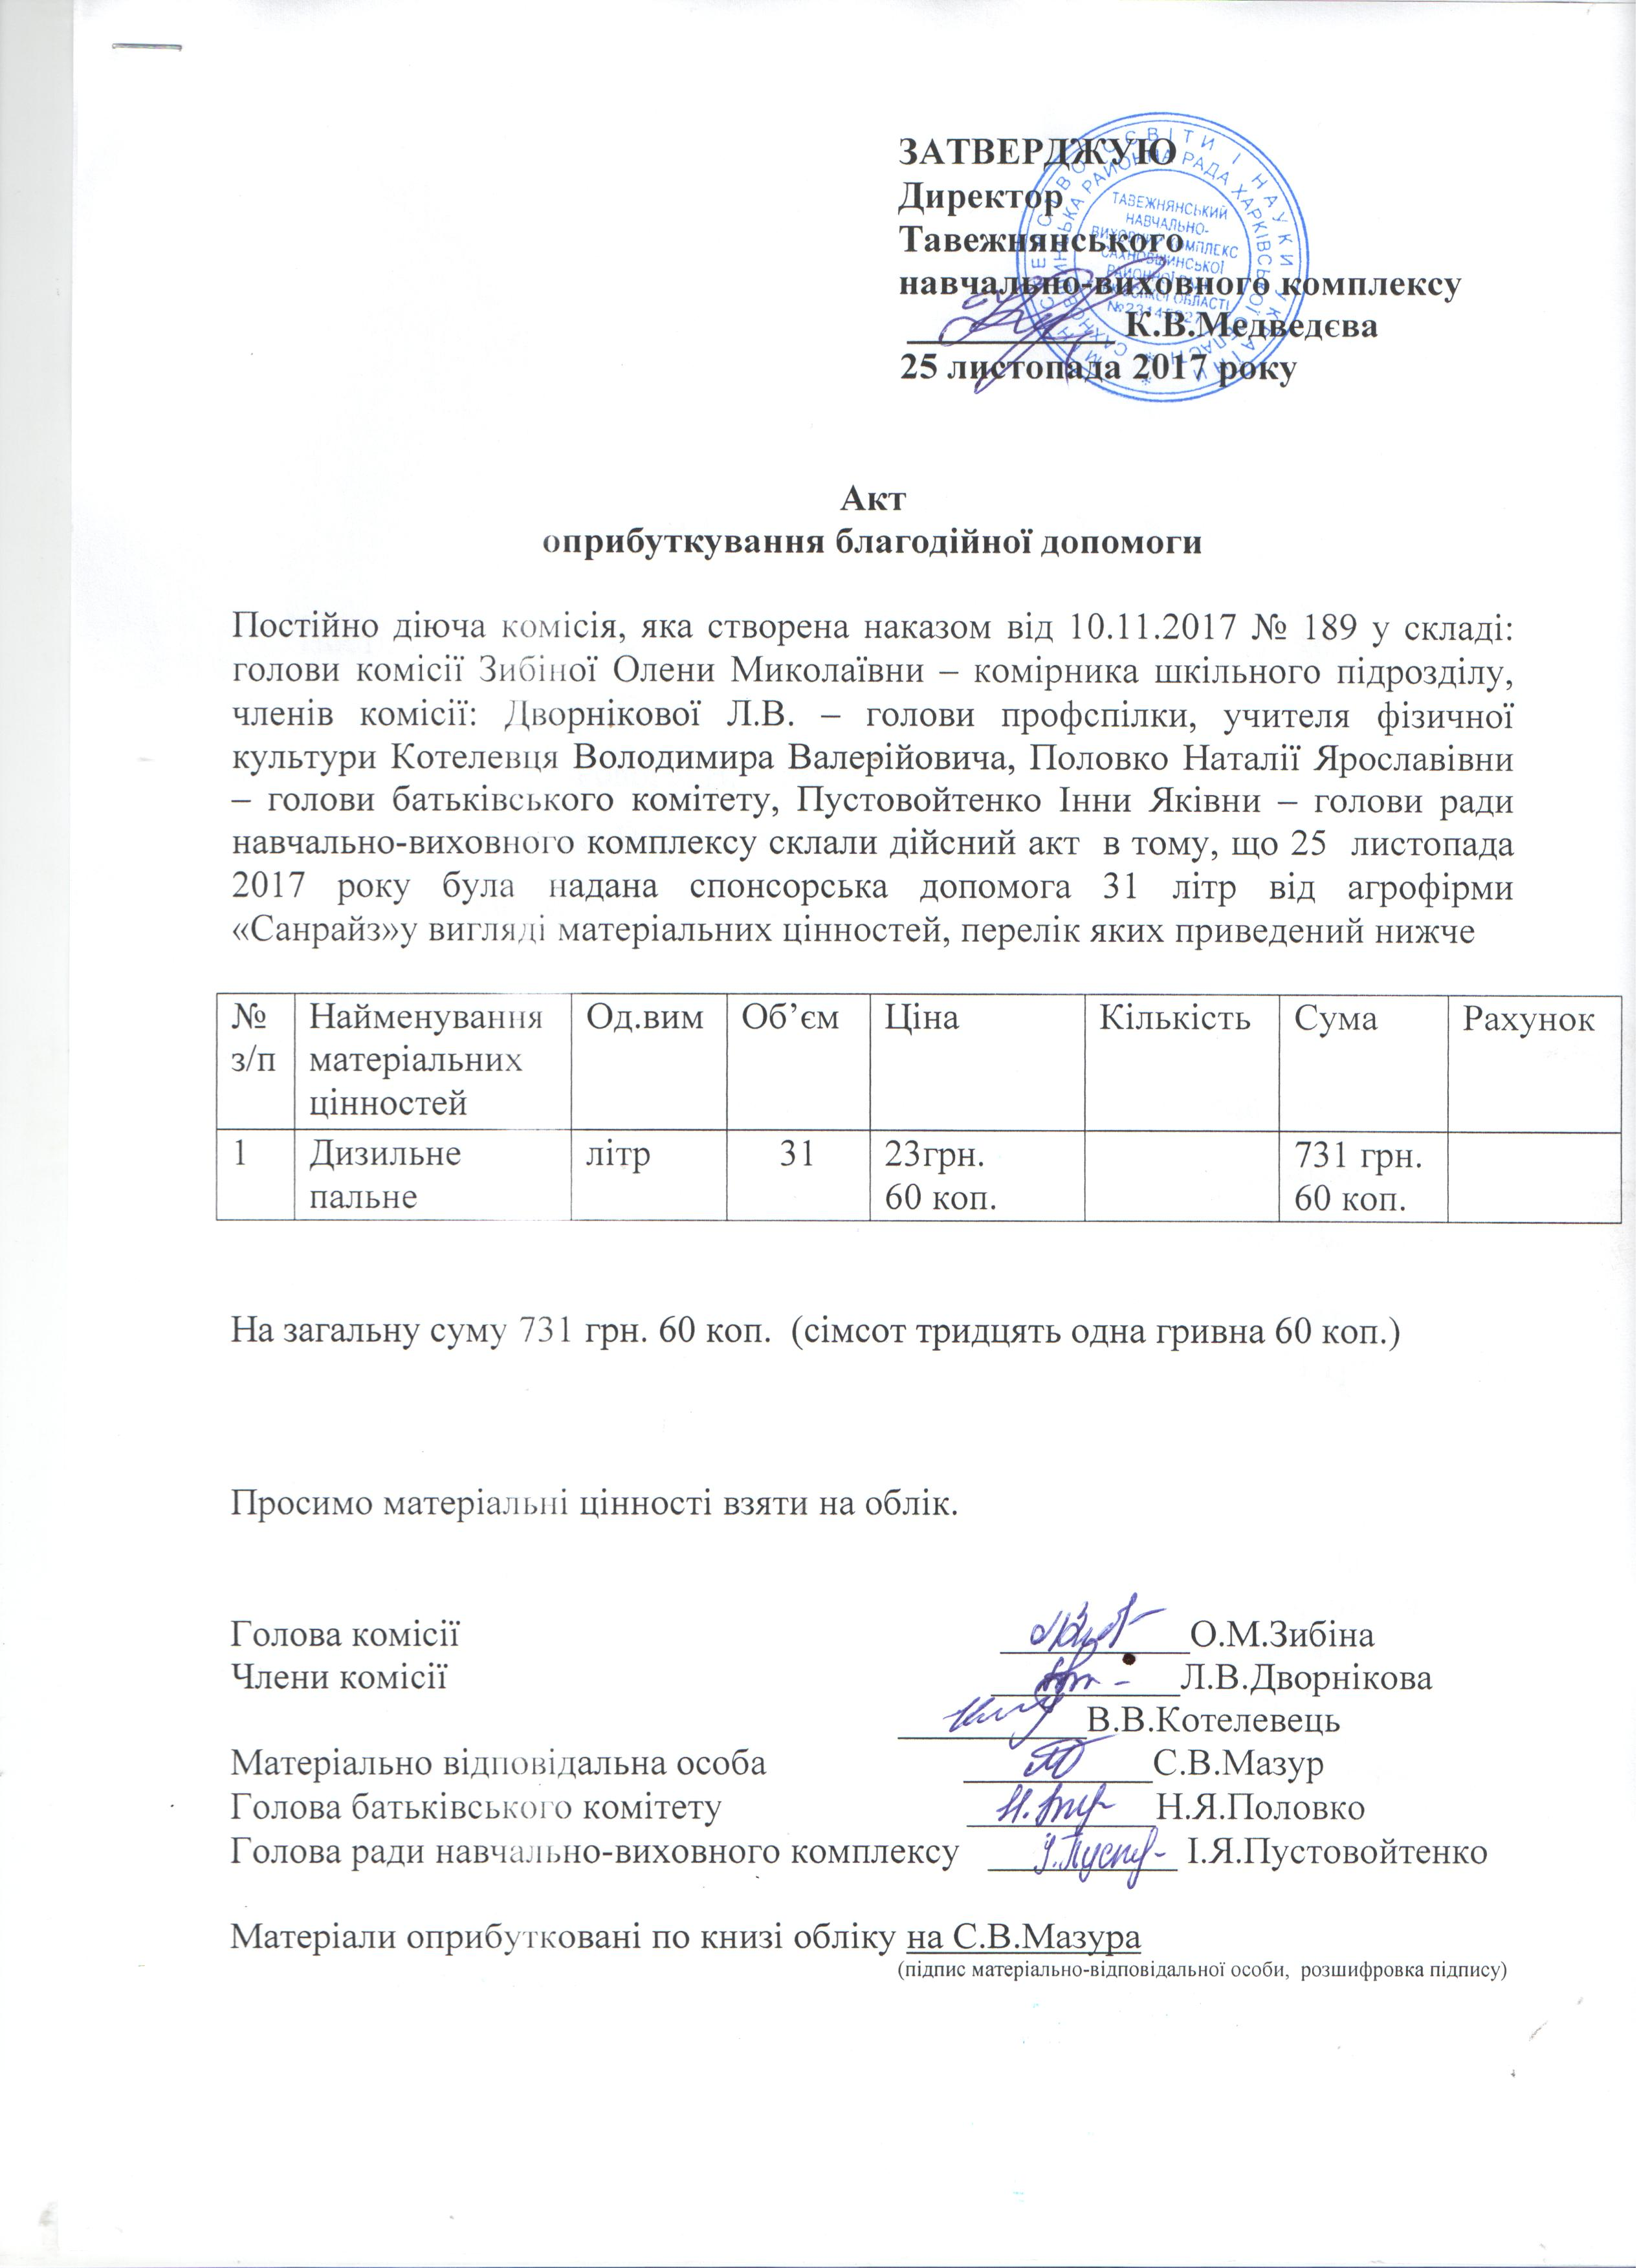 ЗАТВЕРДЖУЮ
Директор
Тавежнянського
навчально-виховного комплексу
К.В.Медведєва
25 листопада 2017 року
ТАВЕЖНЯНСЬКИЙ
НАВЧАЛЬНО-
ВИХОВНИЙ КОМПЛЕКС
САХНОВЩИНСЬКОЇ
Акт
оприбуткування благодійної допомоги
Постійно діюча комісія, яка створена наказом від 10.11.2017 № 189 у складі:
голови комісії Зибіної Олени Миколаївни – комірника шкільного підрозділу,
членів комісії: Дворнікової Л.В. – голови профспілки, учителя фізичної
культури Котелевця Володимира Валерійовича, Половко Наталії Ярославівни
– голови батьківського комітету, Пустовойтенко Інни Яківни – голови ради
навчально-виховного комплексу склали дійсний акт в тому, що 25 листопада
2017 року була надана спонсорська допомога 31 літр від агрофірми
«Санрайз»у вигляді матеріальних цінностей, перелік яких приведений нижче
№ з/п Найменування матеріальних цінностей Од.вим Об’єм Ціна Кількість Сума Рахунок
1 Дизильне пальне літр 31 23грн. 60 коп. 731 грн. 60 коп.
На загальну суму 731 грн. 60 коп. (сімсот тридцять одна гривна 60 коп.)
Просимо матеріальні цінності взяти на облік.
Голова комісії О.М.Зибіна
Члени комісії Л.В.Дворнікова
В.В.Котелевець
Матеріально відповідальна особа С.В.Мазур
Голова батьківського комітету Н.Я.Половко
Голова ради навчально-виховного комплексу І.Я.Пустовойтенко
Матеріали оприбутковані по книзі обліку на С.В.Мазура
(підпис матеріально-відповідальної особи, розшифровка підпису)